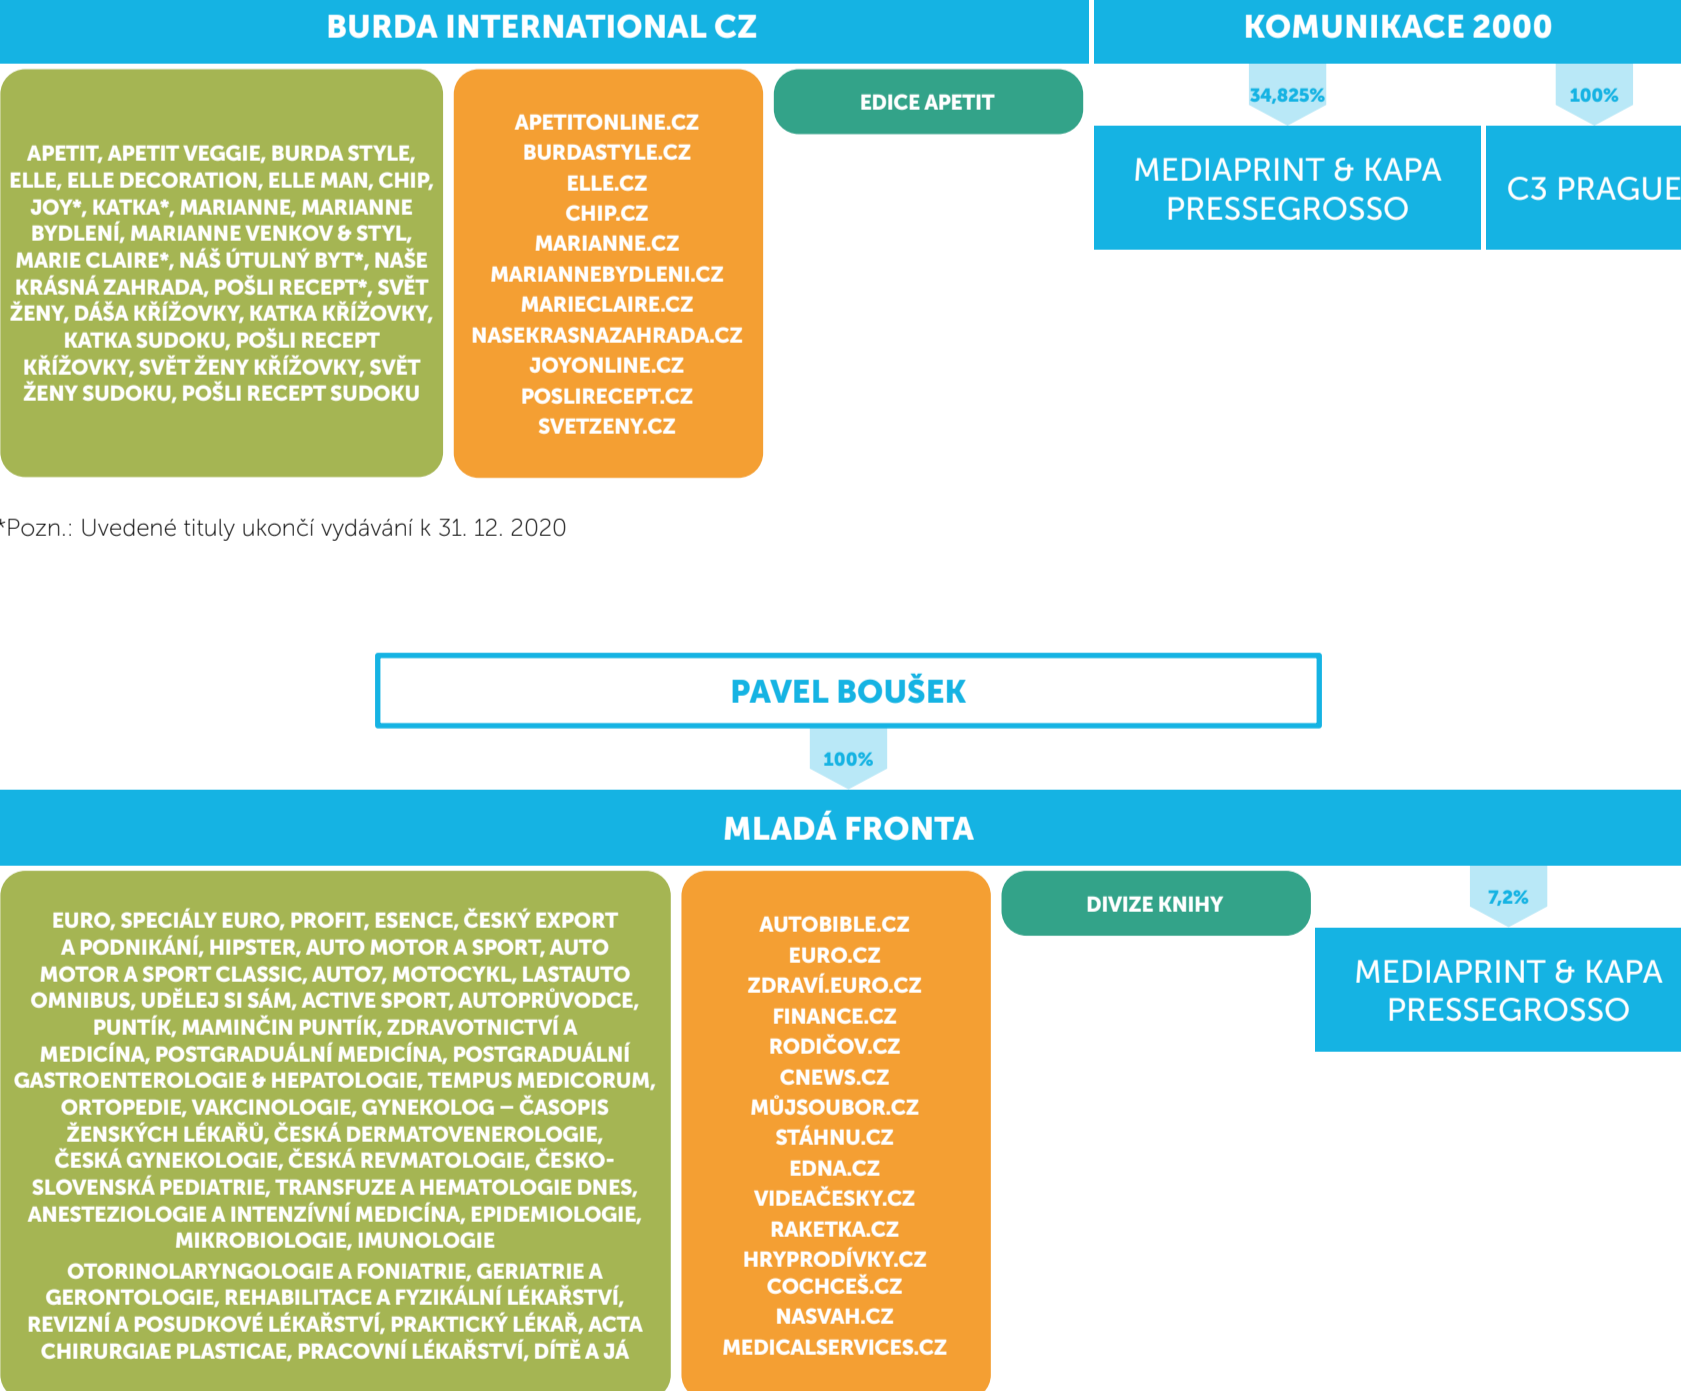 BURDA INTERNATIONAL CZ
KOMUNIKACE 2000
APETIT, APETIT VEGGIE, BURDA STYLE,
ELLE, ELLE DECORATION, ELLE MAN, CHIP,
JOY*, KATKA*, MARIANNE, MARIANNE
BYDLENÍ, MARIANNE VENKOV & STYL,
MARIE CLAIRE*, NÁŠ ÚTULNÝ BYT*, NAŠE
KRÁSNÁ ZAHRADA, POŠLI RECEPT*, SVĚT
ŽENY, DÁŠA KŘÍŽOVKY, KATKA KŘÍŽOVKY,
KATKA SUDOKU, POŠLI RECEPT
KŘÍŽOVKY, SVĚT ŽENY KŘÍŽOVKY, SVĚT
ŽENY SUDOKU, POŠLI RECEPT SUDOKU
APETITONLINE.CZ
BURDASTYLE.CZ
ELLE.CZ
CHIP.CZ
MARIANNE.CZ
MARIANNEBYDLENI.CZ
MARIECLAIRE.CZ
NASEKRASNAZAHRADA.CZ
JOYONLINE.CZ
POSLIRECEPT.CZ
SVETZENY.CZ
EDICE APETIT
34,825%
MEDIAPRINT & KAPA
PRESSEGROSSO
100%
C3 PRAGUE
*Pozn.: Uvedené tituly ukončí vydávání k 31. 12. 2020
PAVEL BOUŠEK
100%
MLADÁ FRONTA
EURO, SPECIÁLY EURO, PROFIT, ESENCE, ČESKÝ EXPORT
A PODNIKÁNÍ, HIPSTER, AUTO MOTOR A SPORT, AUTO
MOTOR A SPORT CLASSIC, AUTO7, MOTOCYKL, LASTAUTO
OMNIBUS, UDĚLEJ SI SÁM, ACTIVE SPORT, AUTOPRŮVODCE,
PUNTÍK, MAMINČIN PUNTÍK, ZDRAVOTNICTVÍ A
MEDICÍNA, POSTGRADUÁLNÍ MEDICÍNA, POSTGRADUÁLNÍ
GASTROENTEROLOGIE & HEPATOLOGIE, TEMPUS MEDICORUM,
ORTOPEDIE, VAKCINOLOGIE, GYNEKOLOG – ČASOPIS
ŽENSKÝCH LÉKAŘŮ, ČESKÁ DERMATOVENEROLOGIE,
ČESKÁ GYNEKOLOGIE, ČESKÁ REVMATOLOGIE, ČESKO-
SLOVENSKÁ PEDIATRIE, TRANSFUZE A HEMATOLOGIE DNES,
ANESTEZIOLOGIE A INTENZÍVNÍ MEDICÍNA, EPIDEMIOLOGIE,
MIKROBIOLOGIE, IMUNOLOGIE
OTORINOLARYNGOLOGIE A FONIATRIE, GERIATRIE A
GERONTOLOGIE, REHABILITACE A FYZIKÁLNÍ LÉKAŘSTVÍ,
REVIZNÍ A POSUDKOVÉ LÉKAŘSTVÍ, PRAKTICKÝ LÉKAŘ, ACTA
CHIRURGIAE PLASTICAE, PRACOVNÍ LÉKAŘSTVÍ, DÍTĚ A JÁ
AUTOBIBLE.CZ
EURO.CZ
ZDRAVÍ.EURO.CZ
FINANCE.CZ
RODIČOV.CZ
CNEWS.CZ
MŮJSOUBOR.CZ
STÁHNU.CZ
EDNA.CZ
VIDEAČESKY.CZ
RAKETKA.CZ
HRYPRODÍVKY.CZ
COCHCEŠ.CZ
NASVAH.CZ
MEDICALSERVICES.CZ
DIVIZE KNIHY
7,2%
MEDIAPRINT & KAPA
PRESSEGROSSO